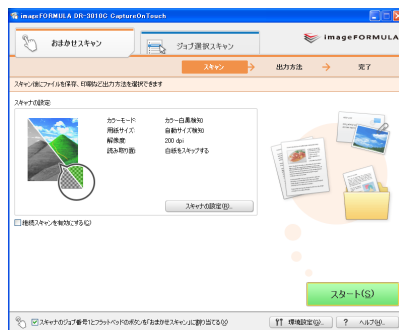 imageFORMULA DR-3010C CaptureOnTouch
おまかせスキャン
ジョブ選択スキャン
imageFORMULA
スキャン
出力方法
完了
スキャン後にファイルを保存、印刷など出力方法を選択できます
スキャナの設定
カラーモード: カラー白黒検知
用紙サイズ: 自動サイズ検知
解像度: 200 dpi
読み取り面: 白紙をスキップする
スキャナの設定(R)...
継続スキャンを有効にする(C)
スタート(S)
スキャナのジョブ番号1とフラットベッドのボタンを「おまかせスキャン」に割り当てる(J)
環境設定(G)...
? ヘルプ(H)...